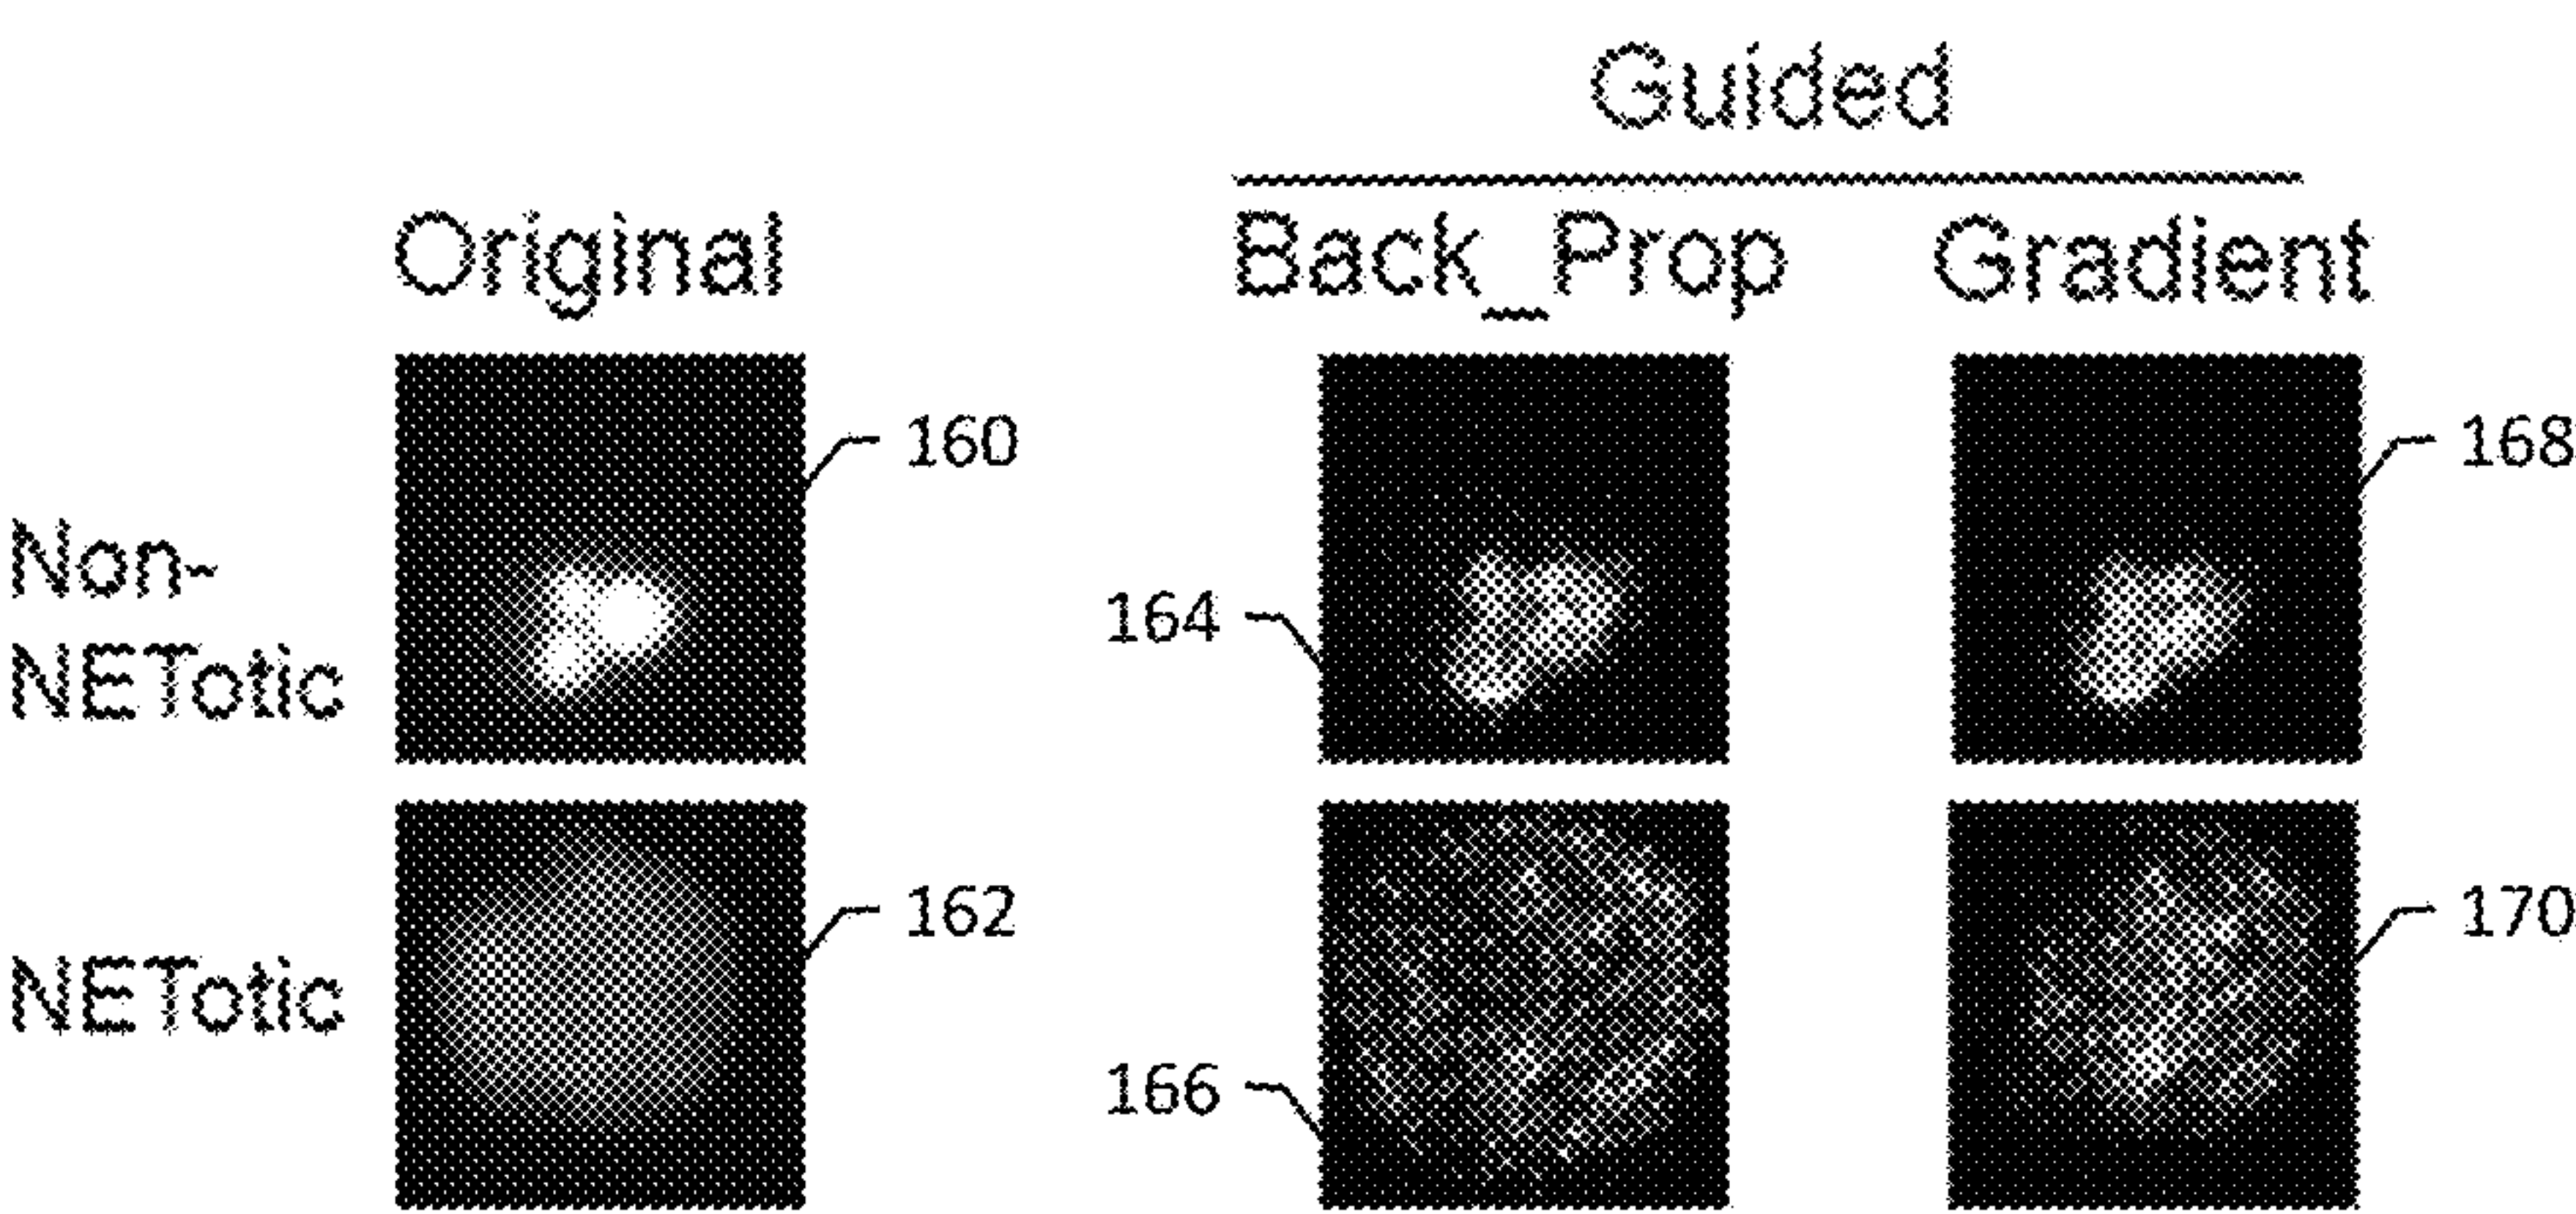 Guided
Original Back_Prop Gradient
160
168
Non-
NETotic
164
162
170
NETotic
166